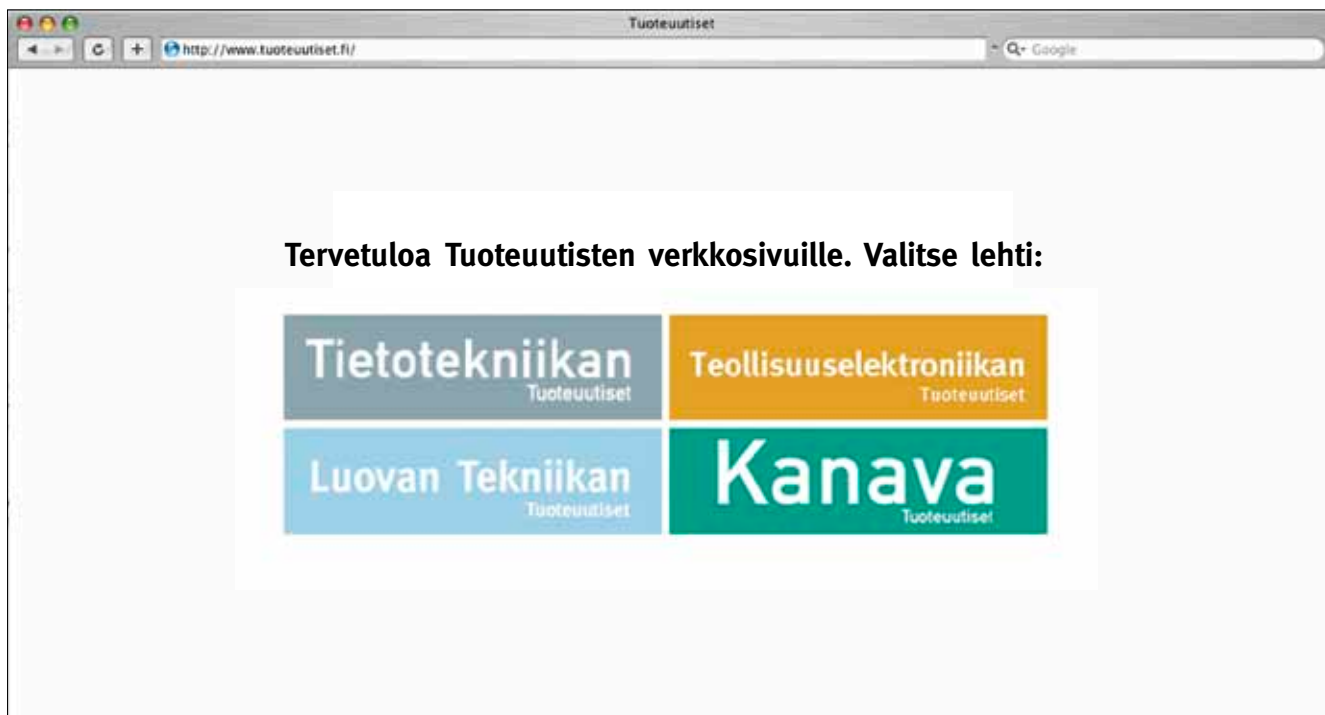 Tuoteuutiset
http://www.tuoteuutiset.fi/
Google
Tervetuloa Tuoteuutisten verkkosivuille. Valitse lehti:
Tietotekniikan
Tuoteuutiset
Teollisuuselektroniikan
Tuoteuutiset
Luovan Tekniikan
Tuoteuutiset
Kanava
Tuoteuutiset